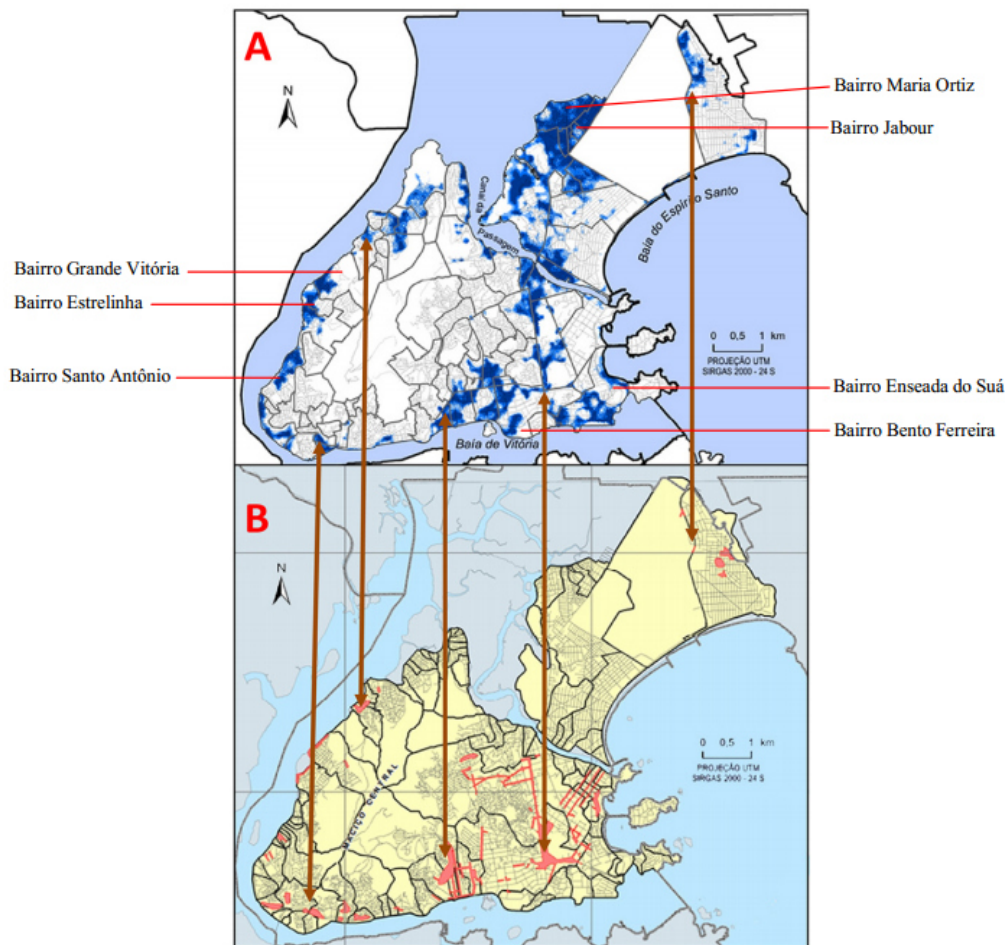 A
N
Bairro Maria Ortiz
Bairro Jabour
Canal da
Passagem
Baía do Espírito Santo
Bairro Grande Vitória
Bairro Estrelinha
0 0,5 1 km
PROJEÇÃO UTM
SIRGAS 2000 - 24 S
Bairro Santo Antônio
Bairro Enseada do Suá
Baía de Vitória
Bairro Bento Ferreira
B
N
0 0,5 1 km
PROJEÇÃO UTM
SIRGAS 2000 - 24 S
MACIÇO CENTRAL